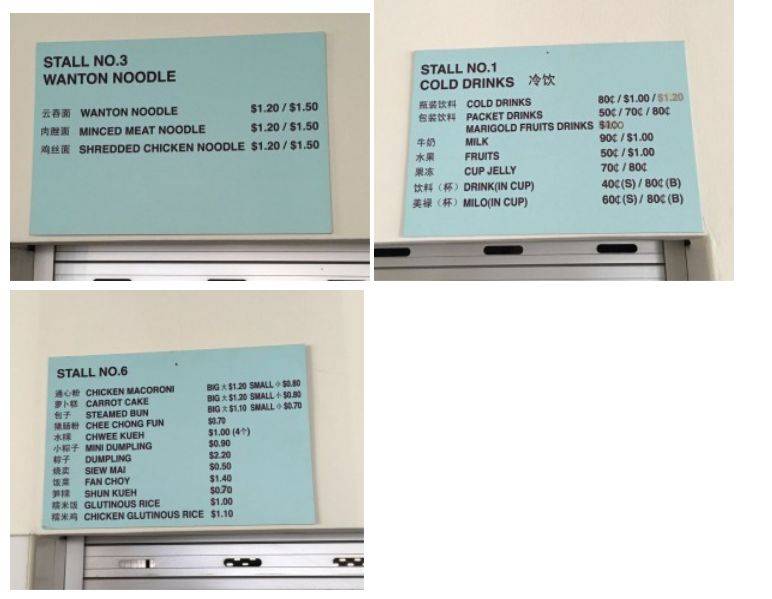 STALL NO.3
WANTON NOODLE
云吞面 WANTON NOODLE $1.20 / $1.50
肉脞面 MINCED MEAT NOODLE $1.20 / $1.50
鸡丝面 SHREDDED CHICKEN NOODLE $1.20 / $1.50
STALL NO.1
COLD DRINKS 冷饮
瓶装饮料 COLD DRINKS 80¢ / $1.00 / $1.20
包装饮料 PACKET DRINKS 50¢ / 70¢ / 80¢
MARIGOLD FRUITS DRINKS
牛奶 MILK 90¢ / $1.00
水果 FRUITS 50¢ / $1.00
果冻 CUP JELLY 70¢ / 80¢
饮料（杯） DRINK(IN CUP) 40¢(S) / 80¢(B)
美禄（杯） MILO(IN CUP) 60¢(S) / 80¢(B)
STALL NO.6
通心粉 CHICKEN MACORONI BIG 大 $1.20 SMALL 小 $0.80
萝卜糕 CARROT CAKE BIG 大 $1.20 SMALL 小 $0.80
包子 STEAMED BUN BIG 大 $1.10 SMALL 小 $0.70
猪肠粉 CHEE CHONG FUN $0.70
水粿 CHWEE KUEH $1.00 (4个)
小粽子 MINI DUMPLING $0.90
粽子 DUMPLING $2.20
烧卖 SIEW MAI $0.50
饭菜 FAN CHOY $1.40
笋粿 SHUN KUEH $0.70
糯米饭 GLUTINOUS RICE $1.00
糯米鸡 CHICKEN GLUTINOUS RICE $1.10